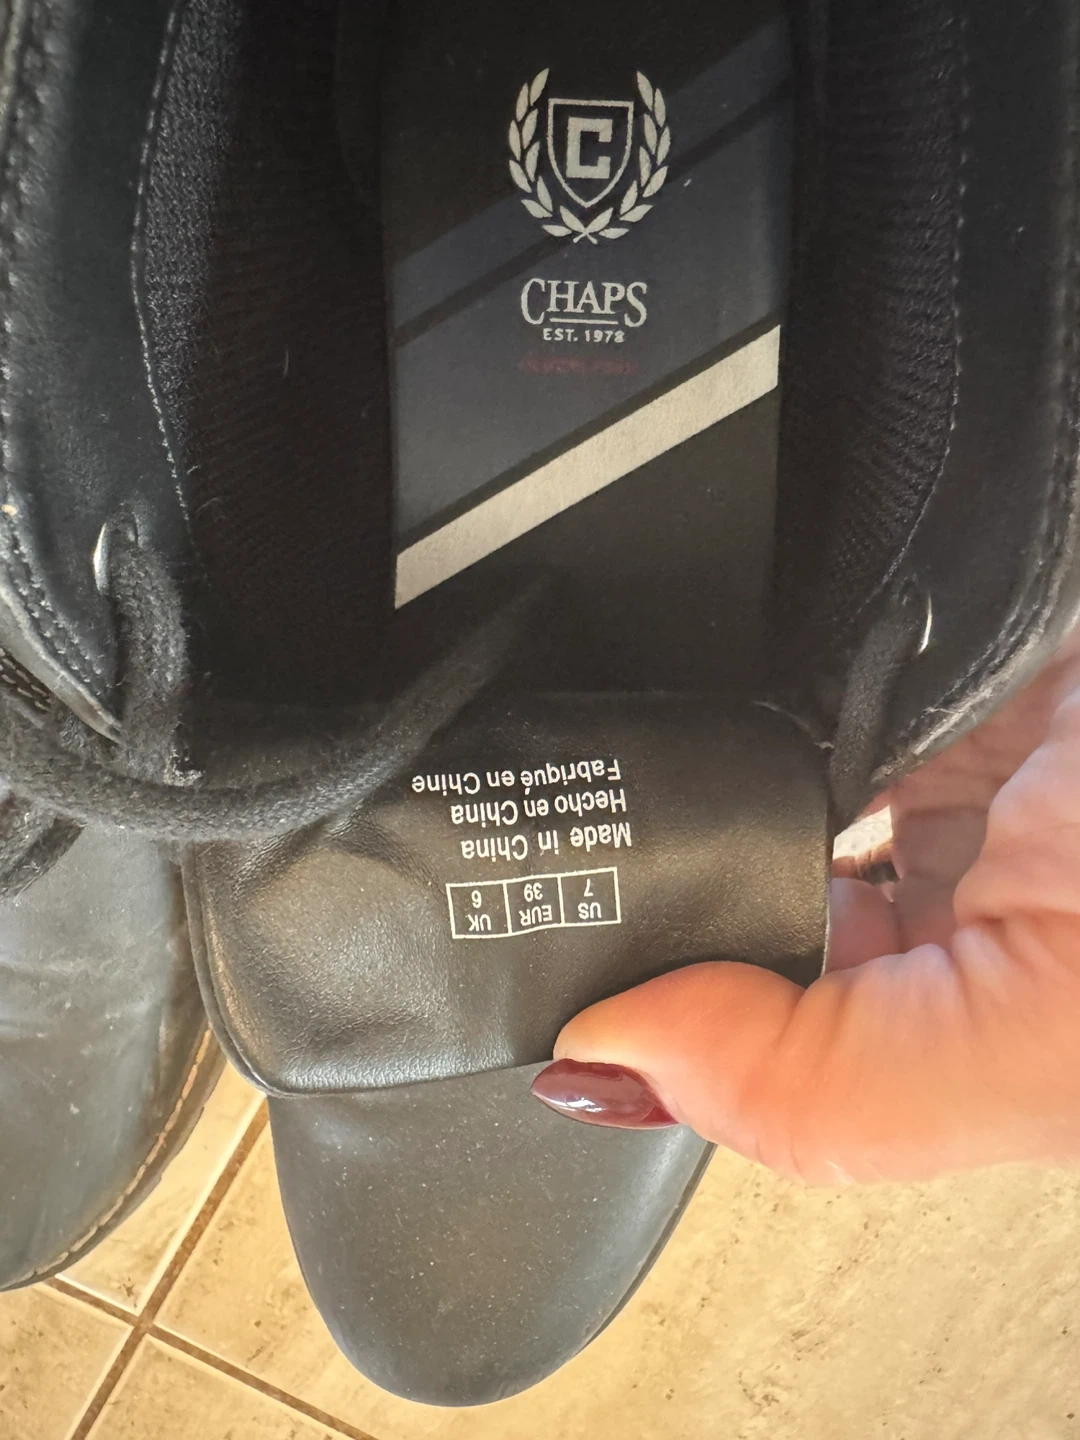 C
CHAPS
EST. 1978
US EUR UK
7 39 6
Made in China
Hecho en China
Fabriqué en Chine